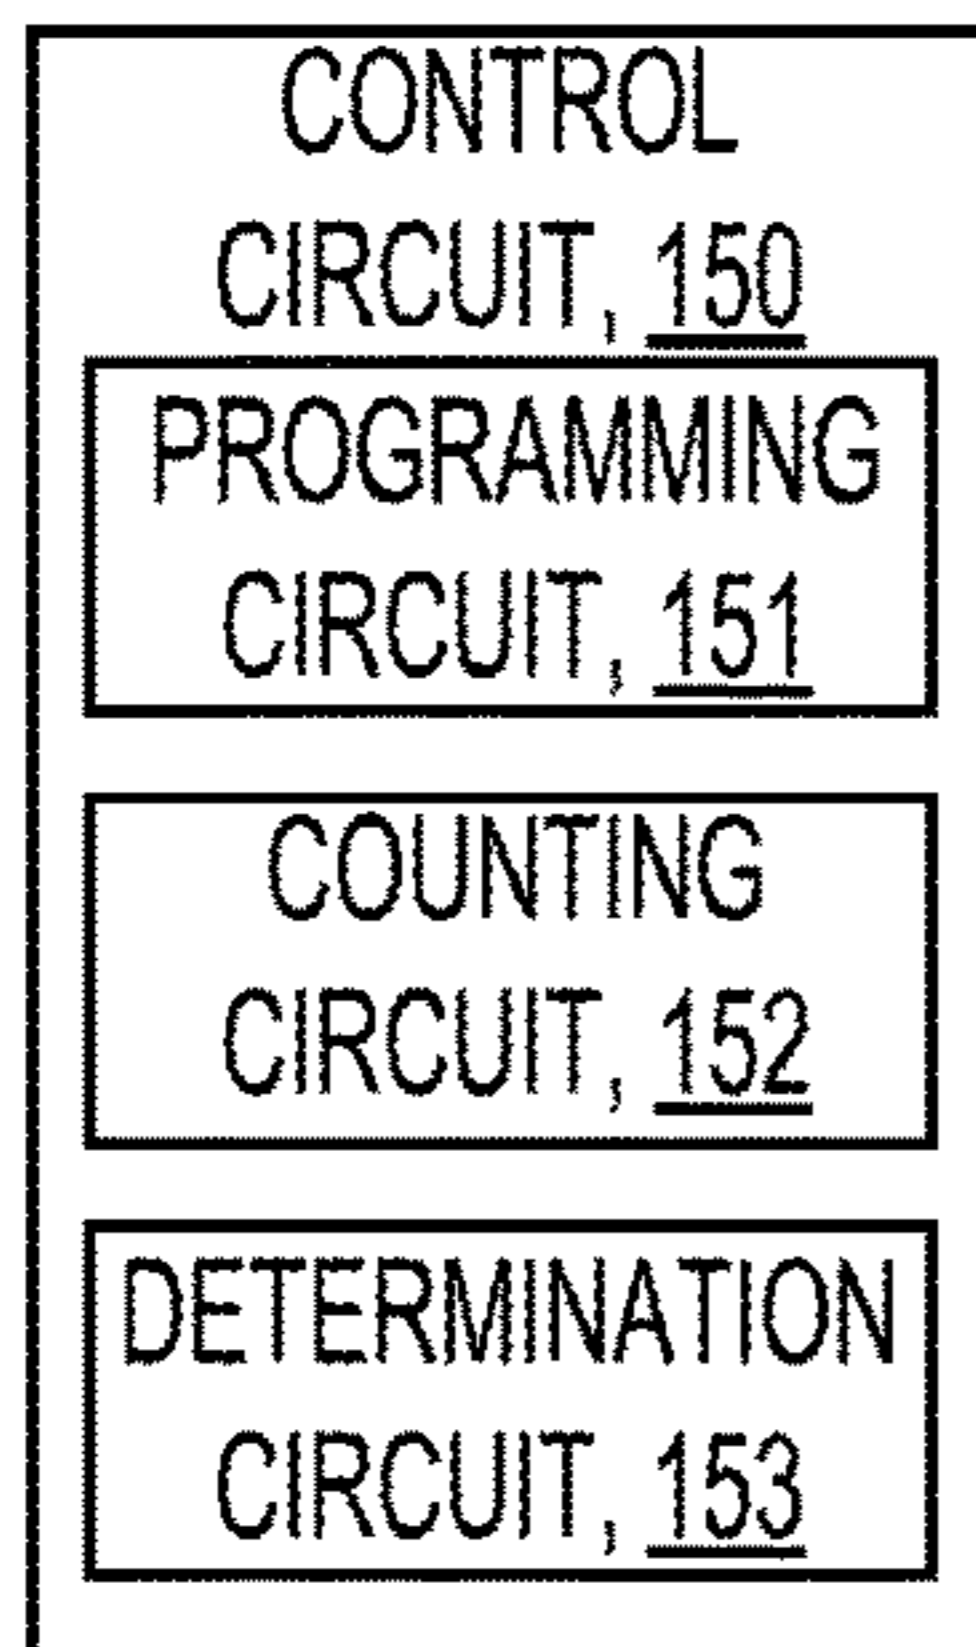 CONTROL
CIRCUIT, 150
PROGRAMMING
CIRCUIT, 151
COUNTING
CIRCUIT, 152
DETERMINATION
CIRCUIT, 153